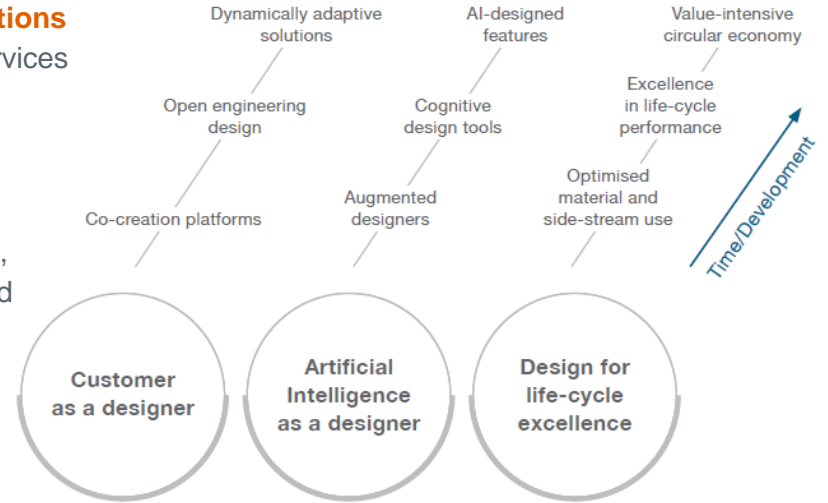 tions
rvices
,
d
Dynamically adaptive
solutions
Open engineering
design
Co-creation platforms
AI-designed
features
Cognitive
design tools
Augmented
designers
Value-intensive
circular economy
Excellence
in life-cycle
performance
Optimised
material and
side-stream use
Time/Development
Customer
as a designer
Artificial
Intelligence
as a designer
Design for
life-cycle
excellence